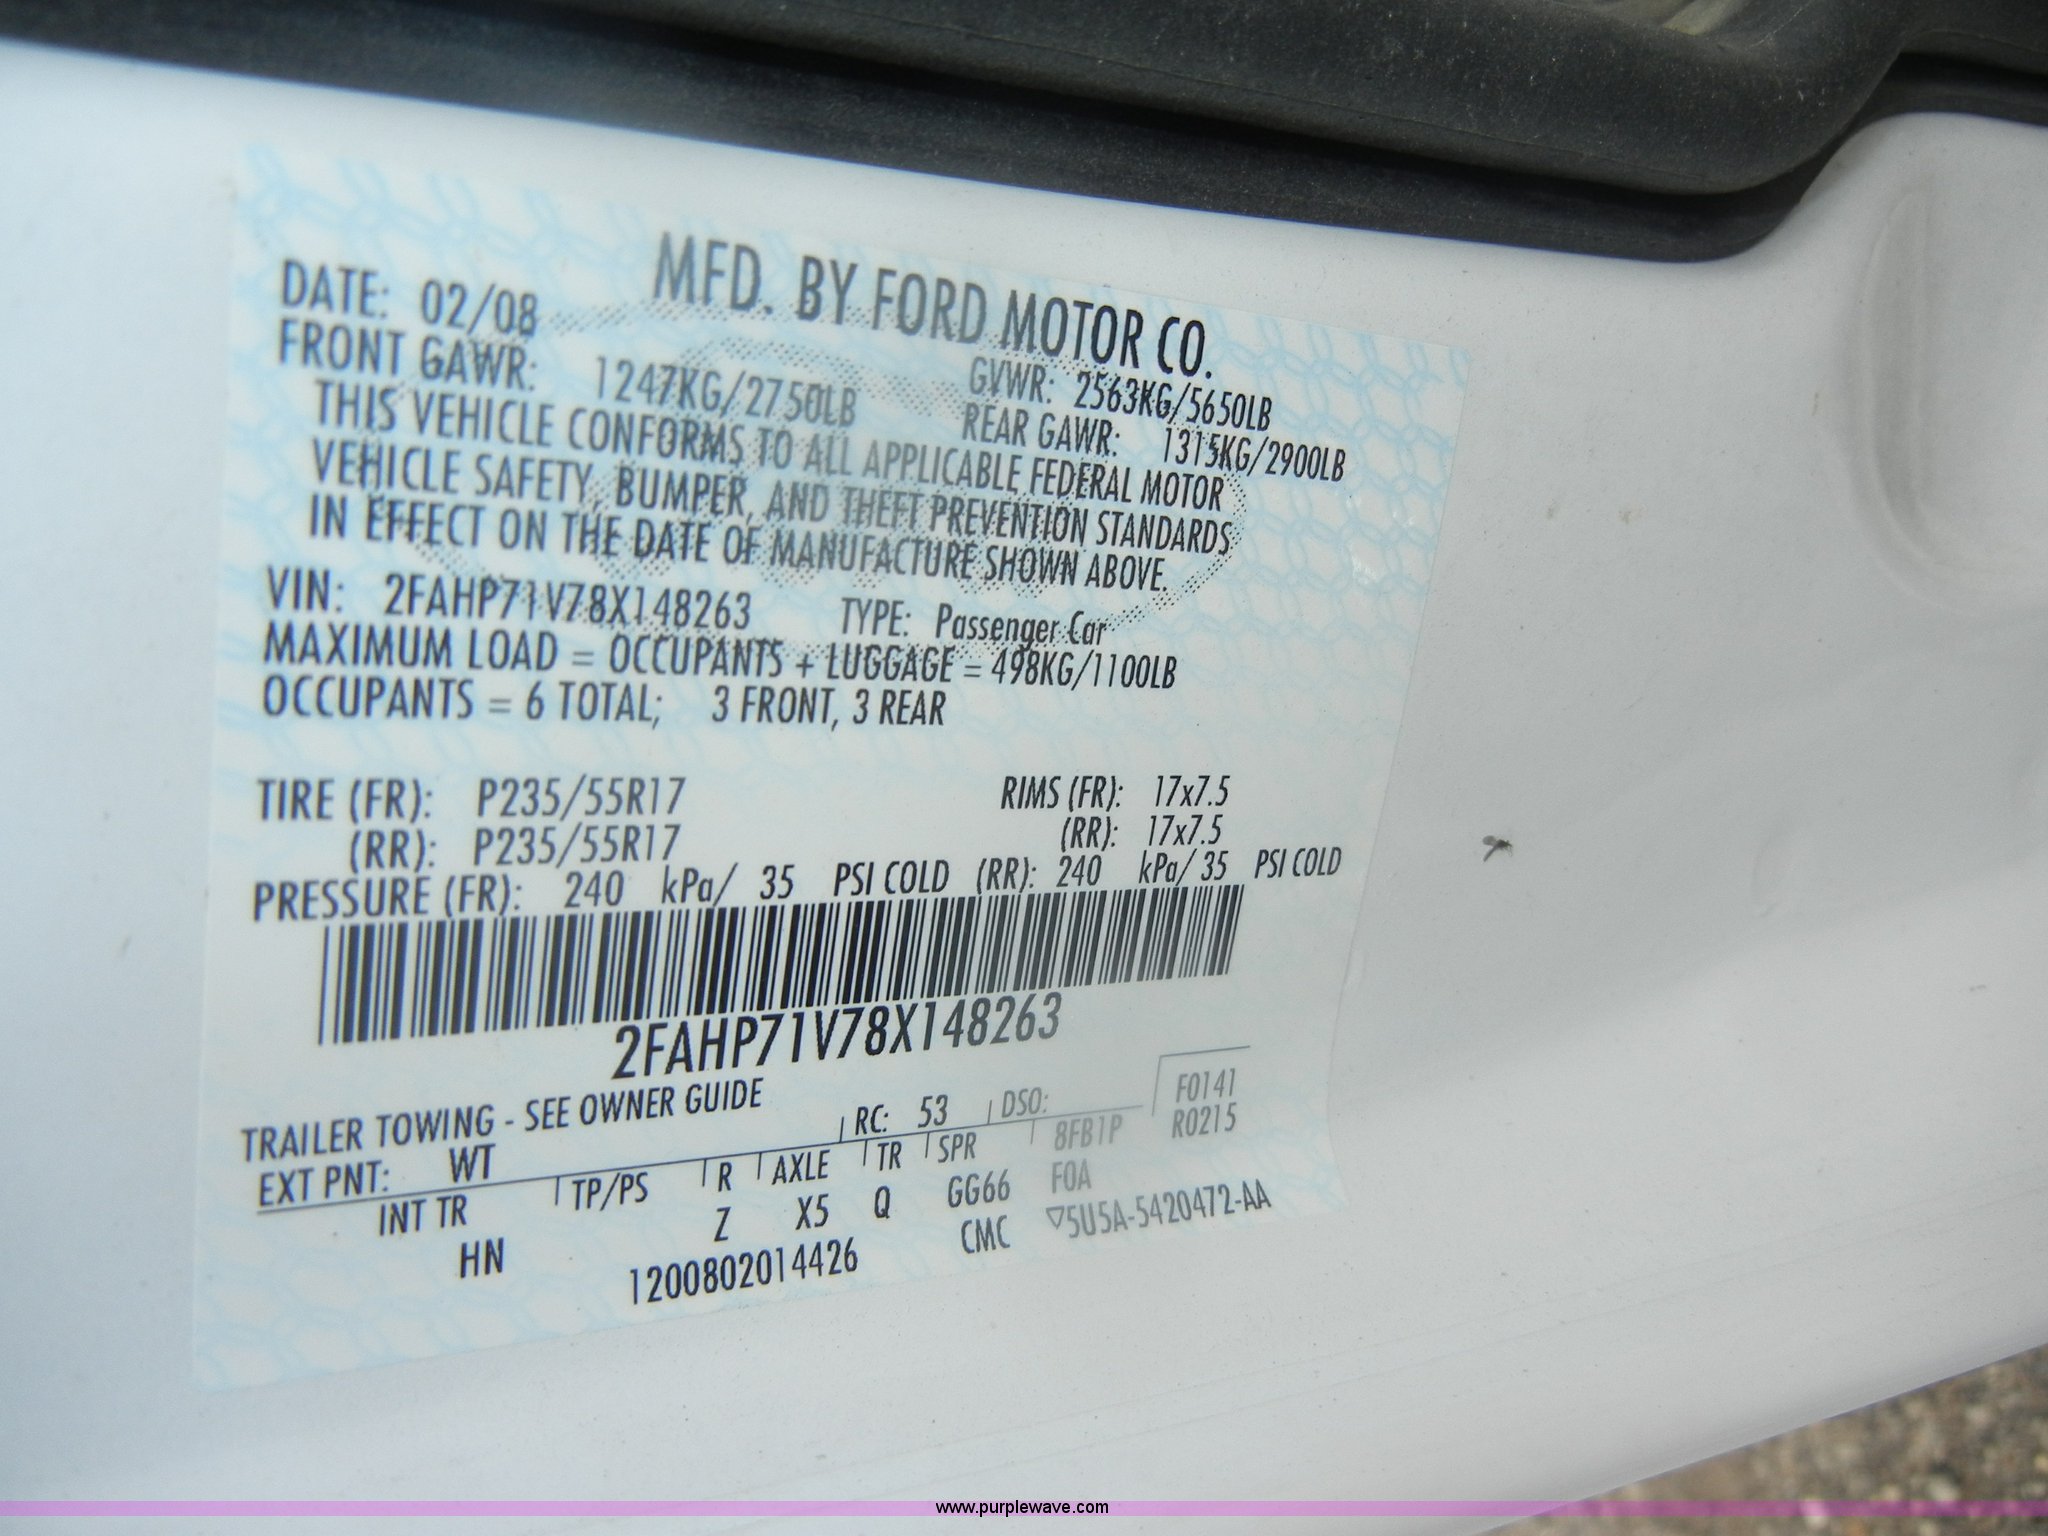 MFD. BY FORD MOTOR CO.
DATE: 02/08 GVWR: 2563KG/5650LB
FRONT GAWR: 1247KG/2750LB REAR GAWR: 1315KG/2900LB
THIS VEHICLE CONFORMS TO ALL APPLICABLE FEDERAL MOTOR
VEHICLE SAFETY, BUMPER, AND THEFT PREVENTION STANDARDS
IN EFFECT ON THE DATE OF MANUFACTURE SHOWN ABOVE.
VIN: 2FAHP71V78X148263 TYPE: Passenger Car
MAXIMUM LOAD = OCCUPANTS + LUGGAGE = 498KG/1100LB
OCCUPANTS = 6 TOTAL; 3 FRONT, 3 REAR
TIRE (FR): P235/55R17 RIMS (FR): 17x7.5
(RR): P235/55R17 (RR): 17x7.5
PRESSURE (FR): 240 kPa/ 35 PSI COLD (RR): 240 kPa/ 35 PSI COLD
2FAHP71V78X148263
TRAILER TOWING - SEE OWNER GUIDE F0141
EXT PNT: WT RC: 53 DSO: R0215
INT TR TP/PS R AXLE TR SPR 8FB1P
HN Z X5 Q GG66 F0A
1200802014426 CMC ▽5U5A-5420472-AA
www.purplewave.com